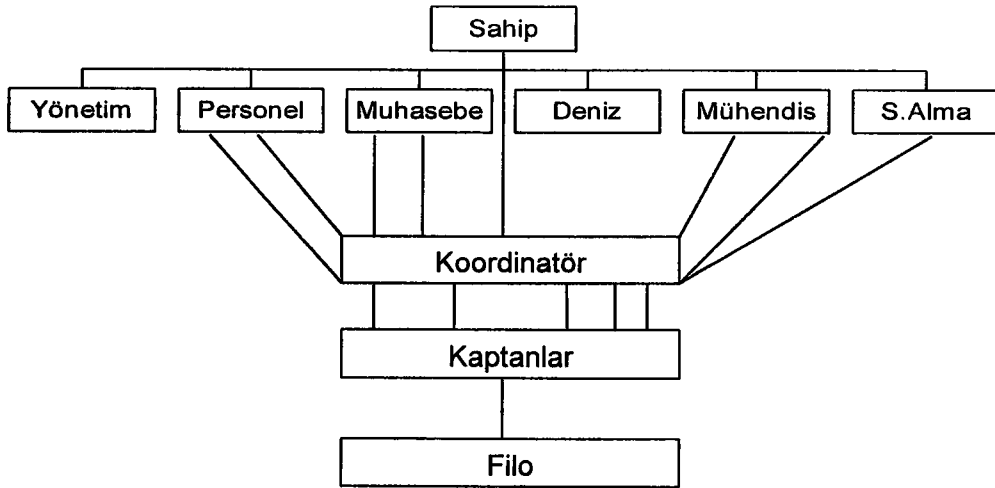 Sahip
Yönetim
Personel
Muhasebe
Deniz
Mühendis
S.Alma
Koordinatör
Kaptanlar
Filo